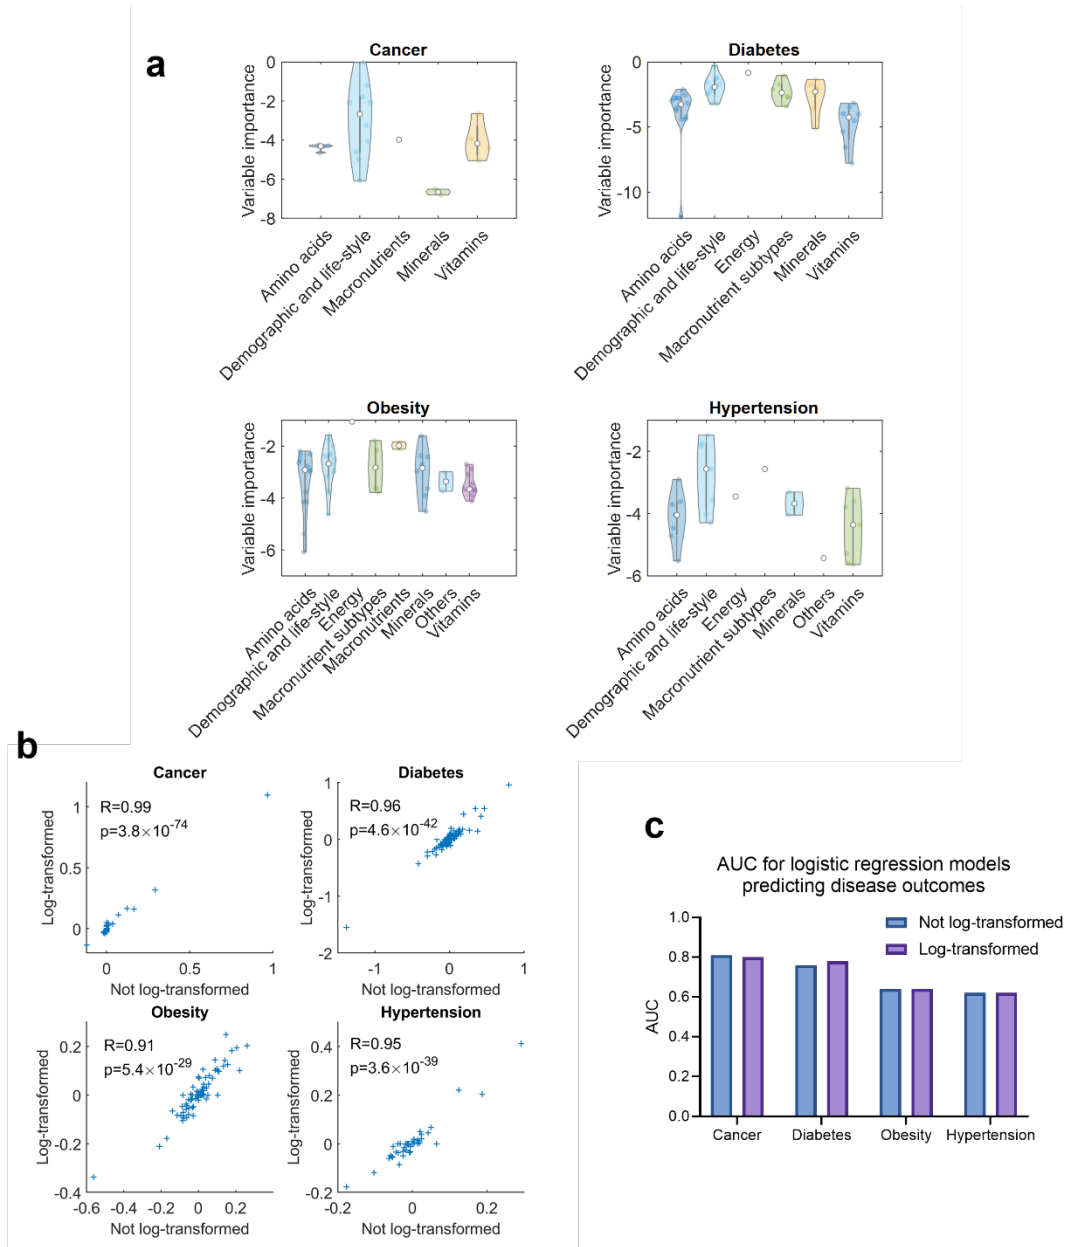 a
Cancer
Variable importance
0
-2
-4
-6
-8
Amino acids
Demographic and life-style
Macronutrients
Minerals
Vitamins
Diabetes
Variable importance
0
-5
-10
Amino acids
Demographic and life-style
Energy
Macronutrient subtypes
Minerals
Vitamins
Obesity
Variable importance
-2
-4
-6
Amino acids
Demographic and life-style
Energy
Macronutrient subtypes
Macronutrients
Minerals
Others
Vitamins
Hypertension
Variable importance
-2
-4
-6
Amino acids
Demographic and life-style
Energy
Macronutrient subtypes
Minerals
Others
Vitamins
b
Cancer
R=0.99
p=3.8×10-74
Log-transformed
1
0.5
0
0 0.5 1
Not log-transformed
Diabetes
R=0.96
p=4.6×10-42
Log-transformed
1
0
-1
-2
-1 0 1
Not log-transformed
Obesity
R=0.91
p=5.4×10-29
Log-transformed
0.2
0
-0.2
-0.4
-0.6 -0.4 -0.2 0 0.2
Not log-transformed
Hypertension
R=0.95
p=3.6×10-39
Log-transformed
0.4
0.2
0
-0.2
-0.2 0 0.2
Not log-transformed
c
AUC for logistic regression models
predicting disease outcomes
Not log-transformed
Log-transformed
AUC
1.0
0.8
0.6
0.4
0.2
0.0
Cancer Diabetes Obesity Hypertension